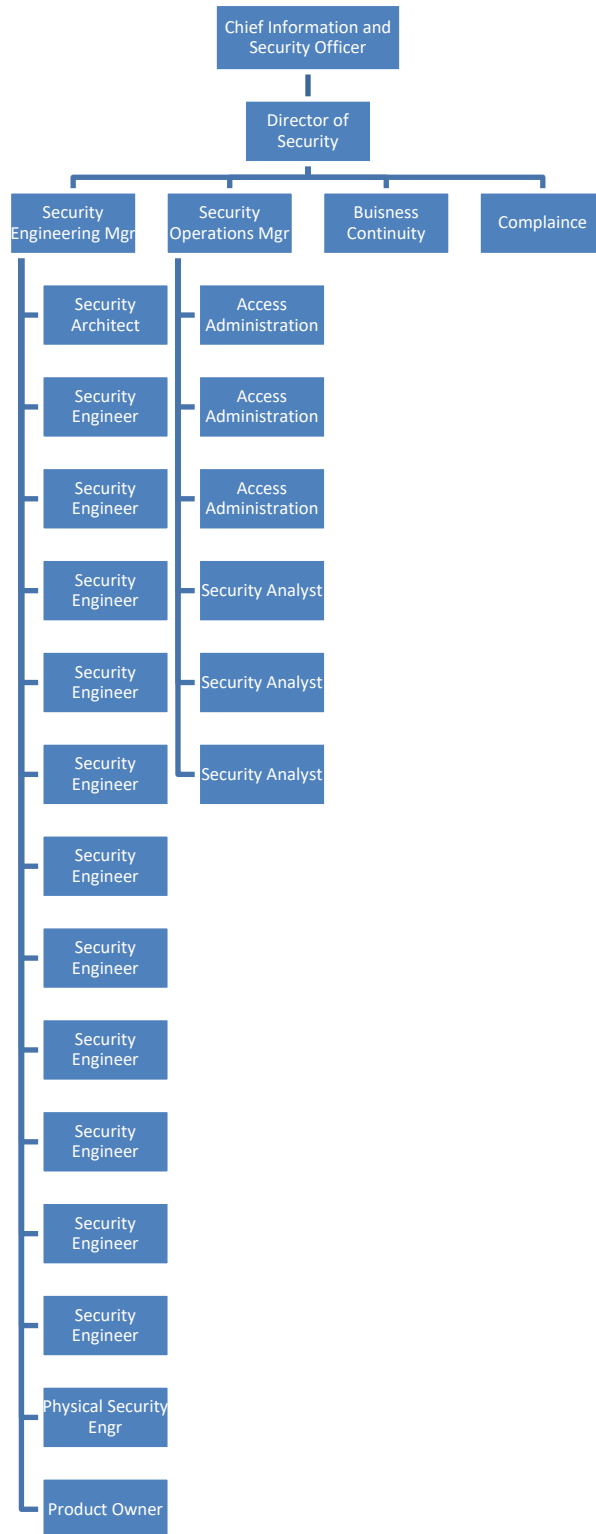 Chief Information and
Security Officer
Director of
Security
Security
Engineering Mgr
Security
Operations Mgr
Buisness
Continuity
Complaince
Security
Architect
Security
Engineer
Security
Engineer
Security
Engineer
Security
Engineer
Security
Engineer
Security
Engineer
Security
Engineer
Security
Engineer
Security
Engineer
Security
Engineer
Security
Engineer
Physical Security
Engr
Product Owner
Access
Administration
Access
Administration
Access
Administration
Security Analyst
Security Analyst
Security Analyst